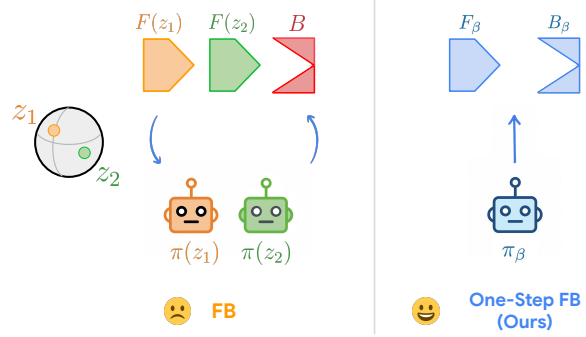 F(z₁) F(z₂) B
F_β B_β
z₁
z₂
π(z₁) π(z₂)
π_β
FB
One-Step FB
(Ours)